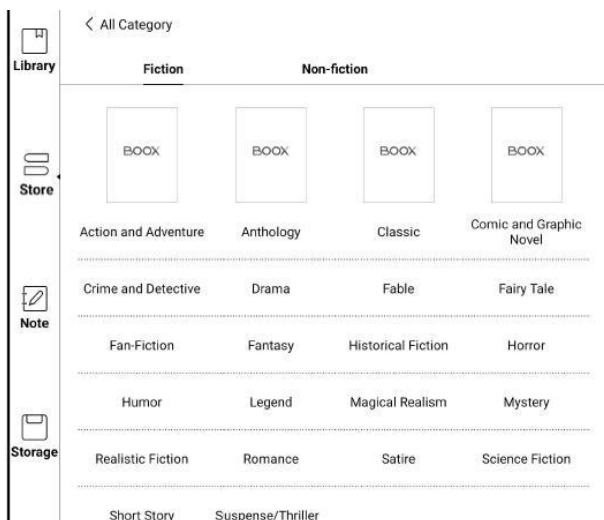 All Category
Library
Fiction
Non-fiction
BOOX
BOOX
BOOX
BOOX
Store
Action and Adventure
Anthology
Classic
Comic and Graphic
Novel
Crime and Detective
Drama
Fable
Fairy Tale
Note
Fan-Fiction
Fantasy
Historical Fiction
Horror
Humor
Legend
Magical Realism
Mystery
Storage
Realistic Fiction
Romance
Satire
Science Fiction
Short Story
Suspense/Thriller